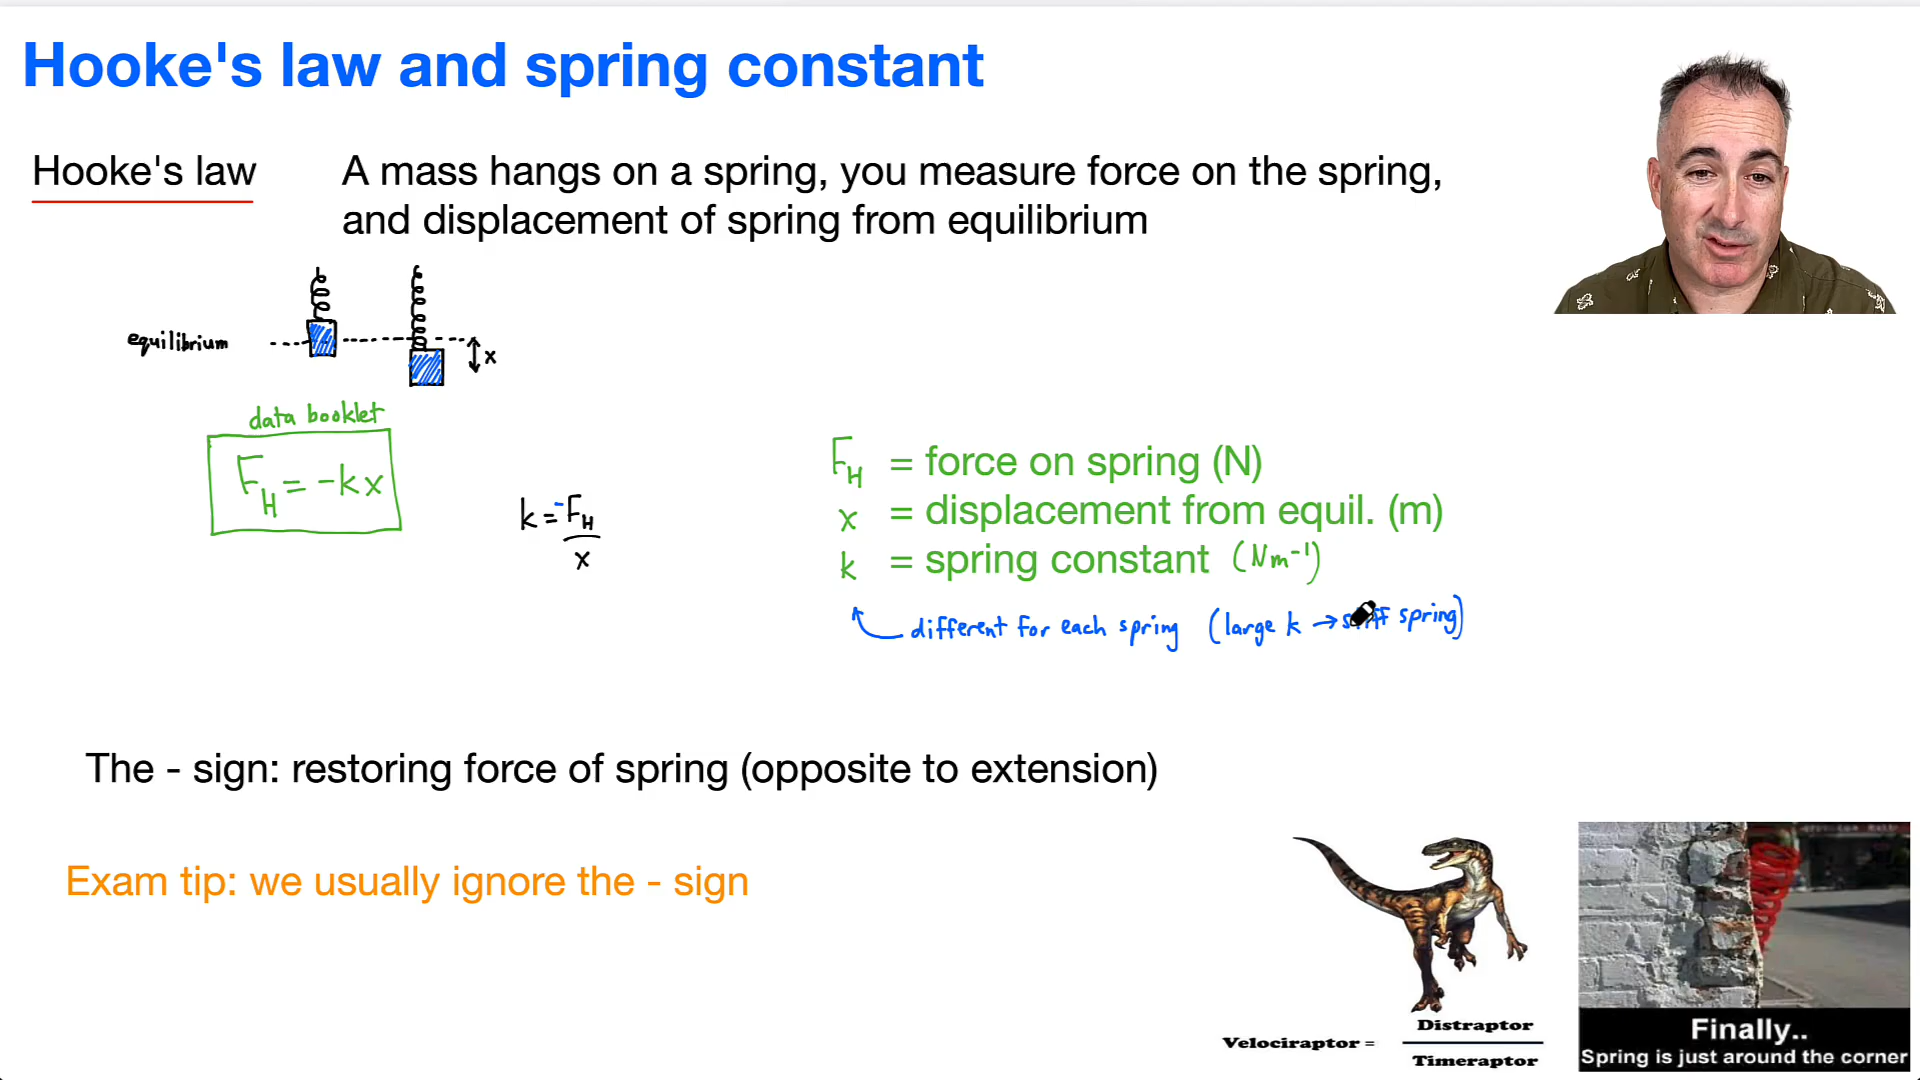 Hooke's law and spring constant
Hooke's law
A mass hangs on a spring, you measure force on the spring,
and displacement of spring from equilibrium
equilibrium
x
data booklet
F_H = -kx
k = -F_H
x
F_H = force on spring (N)
x = displacement from equil. (m)
k = spring constant (Nm⁻¹)
different for each spring (large k → stiff spring)
The - sign: restoring force of spring (opposite to extension)
Exam tip: we usually ignore the - sign
Velociraptor =
Distraptor
Timeraptor
Finally..
Spring is just around the corner